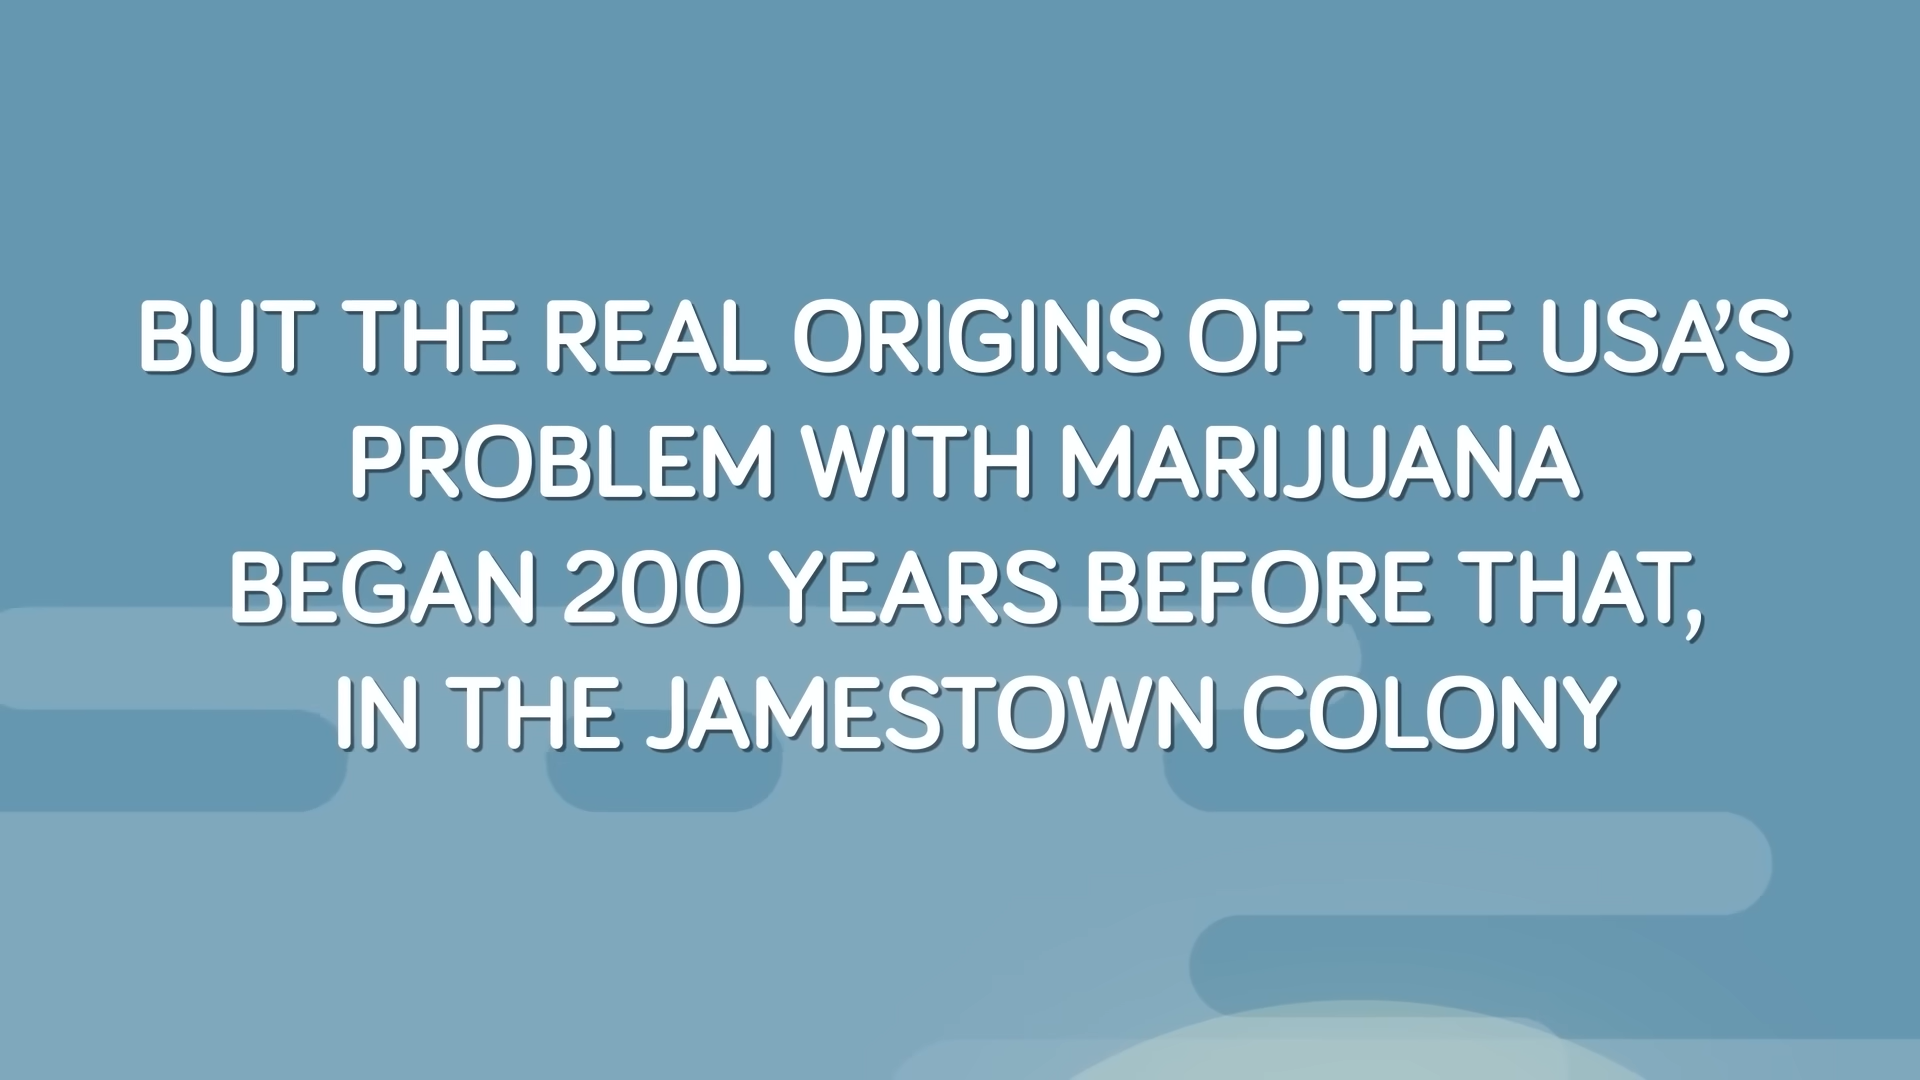 BUT THE REAL ORIGINS OF THE USA’S
PROBLEM WITH MARIJUANA
BEGAN 200 YEARS BEFORE THAT,
IN THE JAMESTOWN COLONY